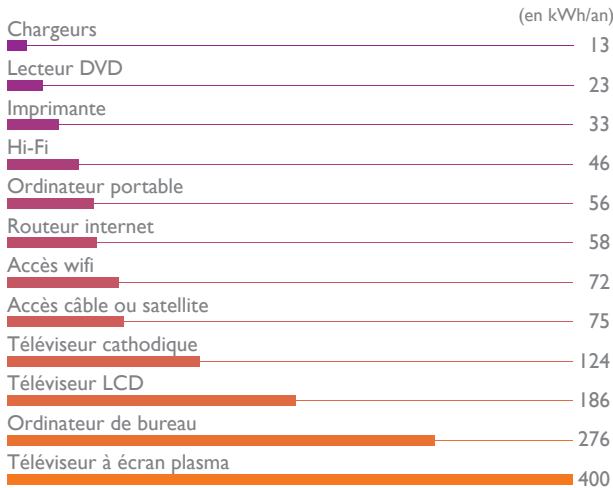 (en kWh/an)
Chargeurs
13
Lecteur DVD
23
Imprimante
33
Hi-Fi
46
Ordinateur portable
56
Routeur internet
58
Accès wifi
72
Accès câble ou satellite
75
Téléviseur cathodique
124
Téléviseur LCD
186
Ordinateur de bureau
276
Téléviseur à écran plasma
400